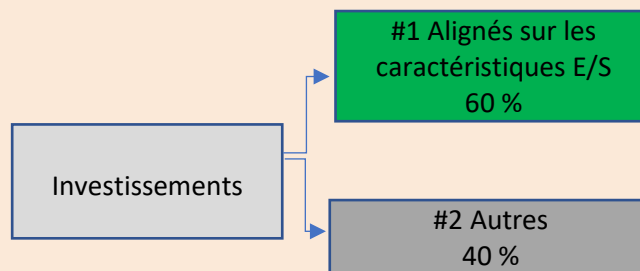 #1 Alignés sur les
caractéristiques E/S
60 %
Investissements
#2 Autres
40 %